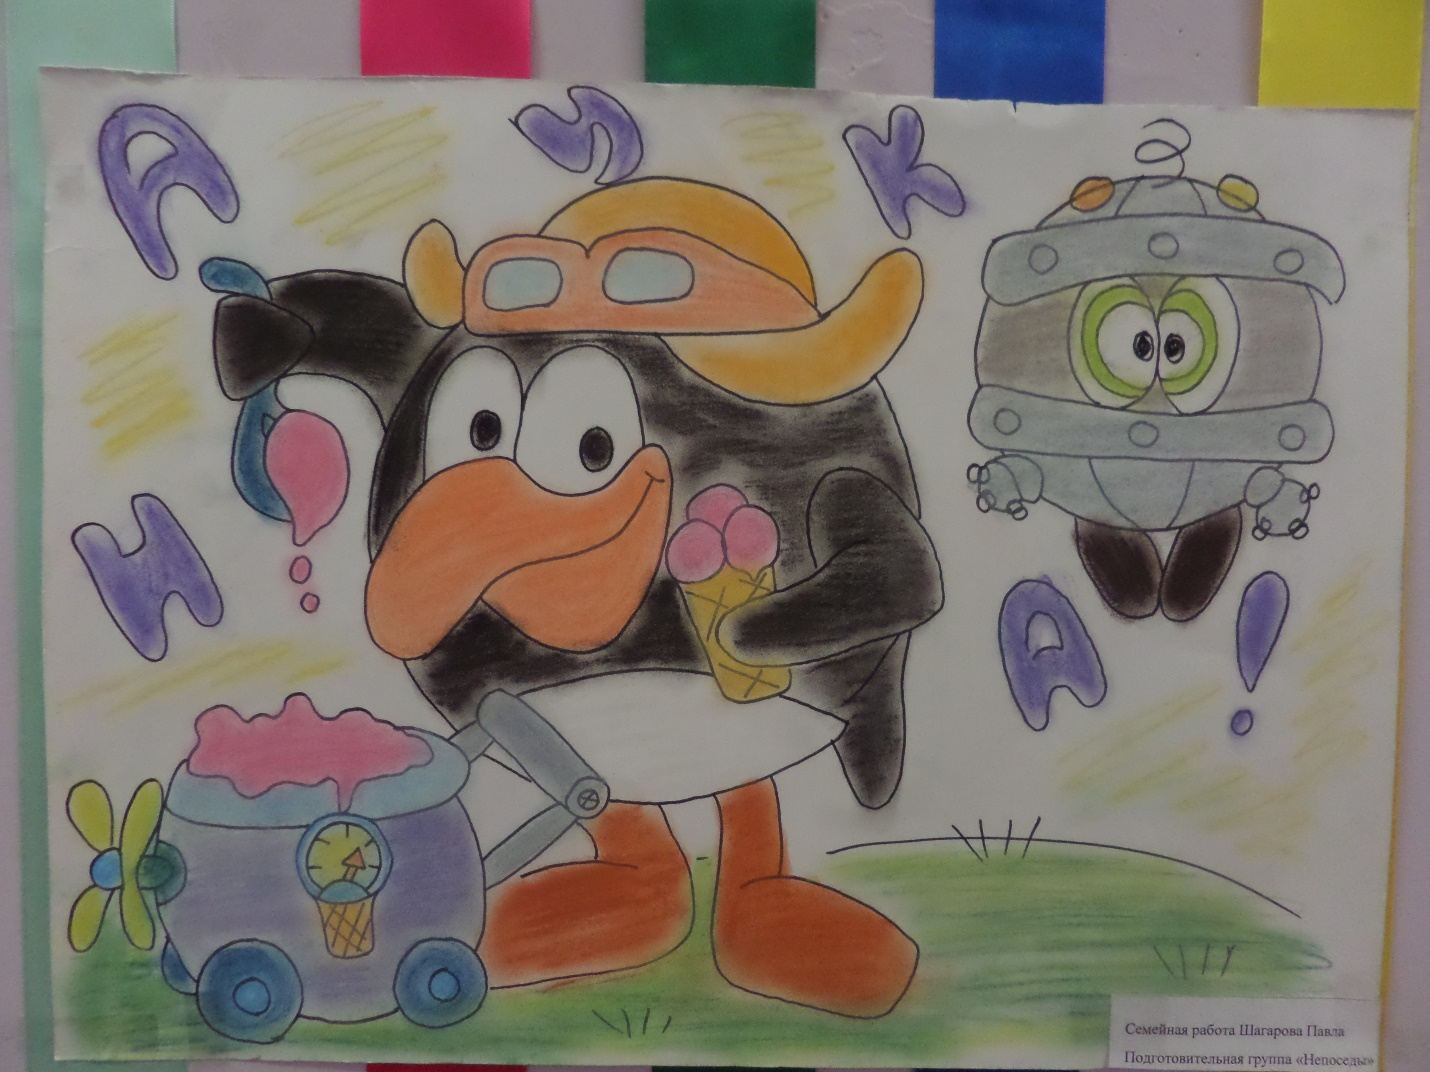 НАУКА!
Семейная работа Шагарова Павла
Подготовительная группа «Непоседы»